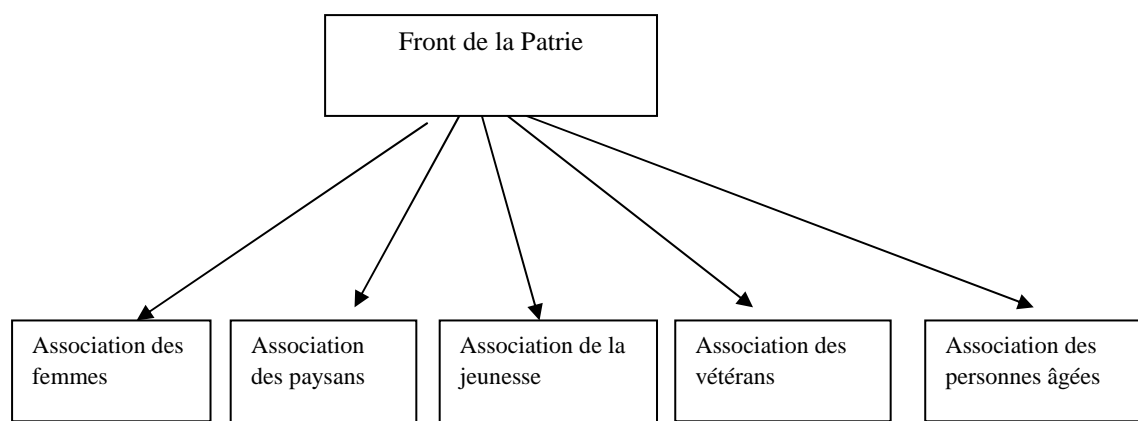 Front de la Patrie
Association des
femmes
Association
des paysans
Association de la
jeunesse
Association des
vétérans
Association des
personnes âgées